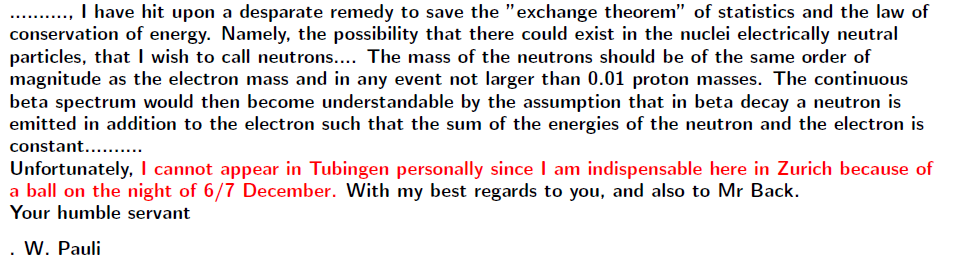 .........., I have hit upon a desparate remedy to save the "exchange theorem" of statistics and the law of
conservation of energy. Namely, the possibility that there could exist in the nuclei electrically neutral
particles, that I wish to call neutrons.... The mass of the neutrons should be of the same order of
magnitude as the electron mass and in any event not larger than 0.01 proton masses. The continuous
beta spectrum would then become understandable by the assumption that in beta decay a neutron is
emitted in addition to the electron such that the sum of the energies of the neutron and the electron is
constant..........
Unfortunately, I cannot appear in Tubingen personally since I am indispensable here in Zurich because of
a ball on the night of 6/7 December. With my best regards to you, and also to Mr Back.
Your humble servant
. W. Pauli